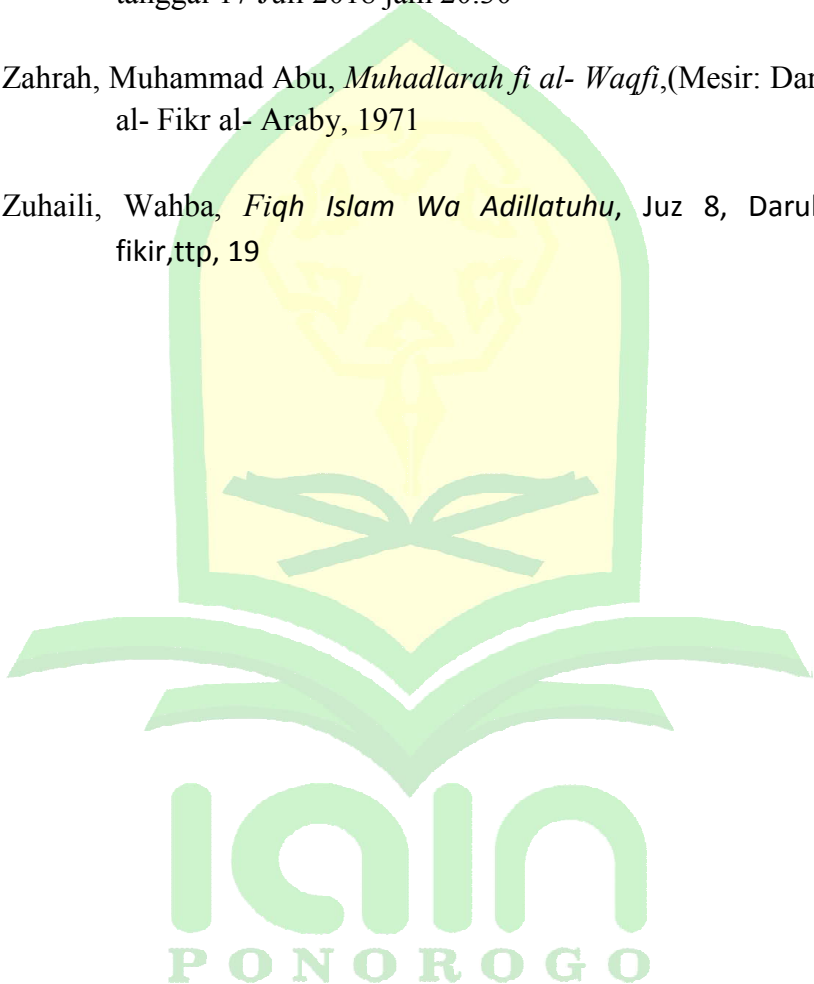 tanggal 17 Juli 2018 jam 20.30
Zahrah, Muhammad Abu, Muhadlarah fi al- Waqfi,(Mesir: Dar
al- Fikr al- Araby, 1971
Zuhaili, Wahba, Fiqh Islam Wa Adillatuhu, Juz 8, Darul
fikir,ttp, 19
iain
PONOROGO